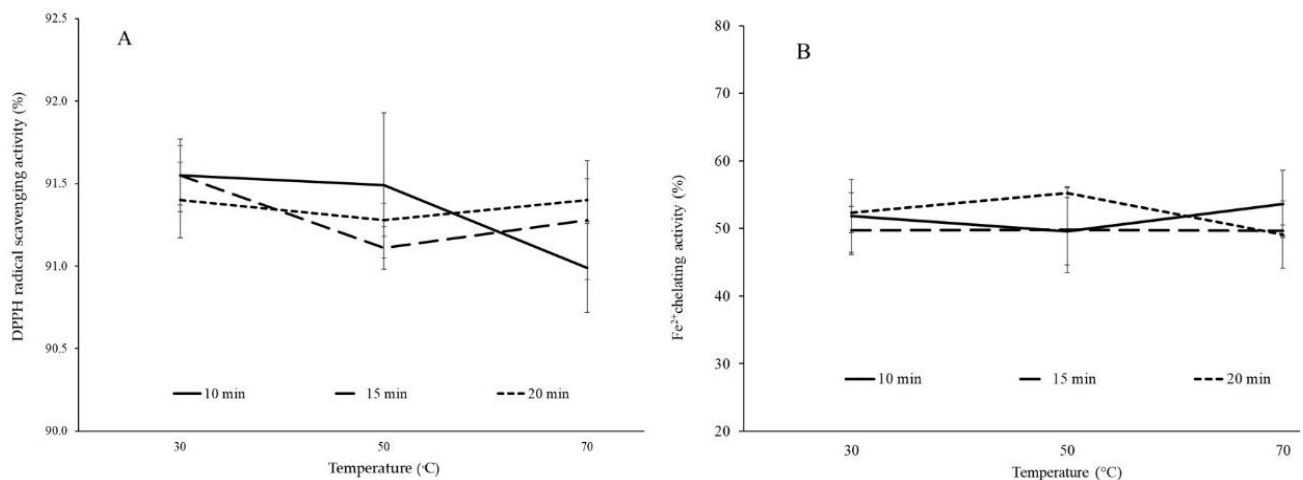 A
DPPH radical scavenging activity (%)
92.5
92.0
91.5
91.0
90.5
90.0
10 min 15 min 20 min
30 50 70
Temperature (°C)
B
Fe²⁺chelating activity (%)
80
70
60
50
40
30
20
10 min 15 min 20 min
30 50 70
Temperature (°C)